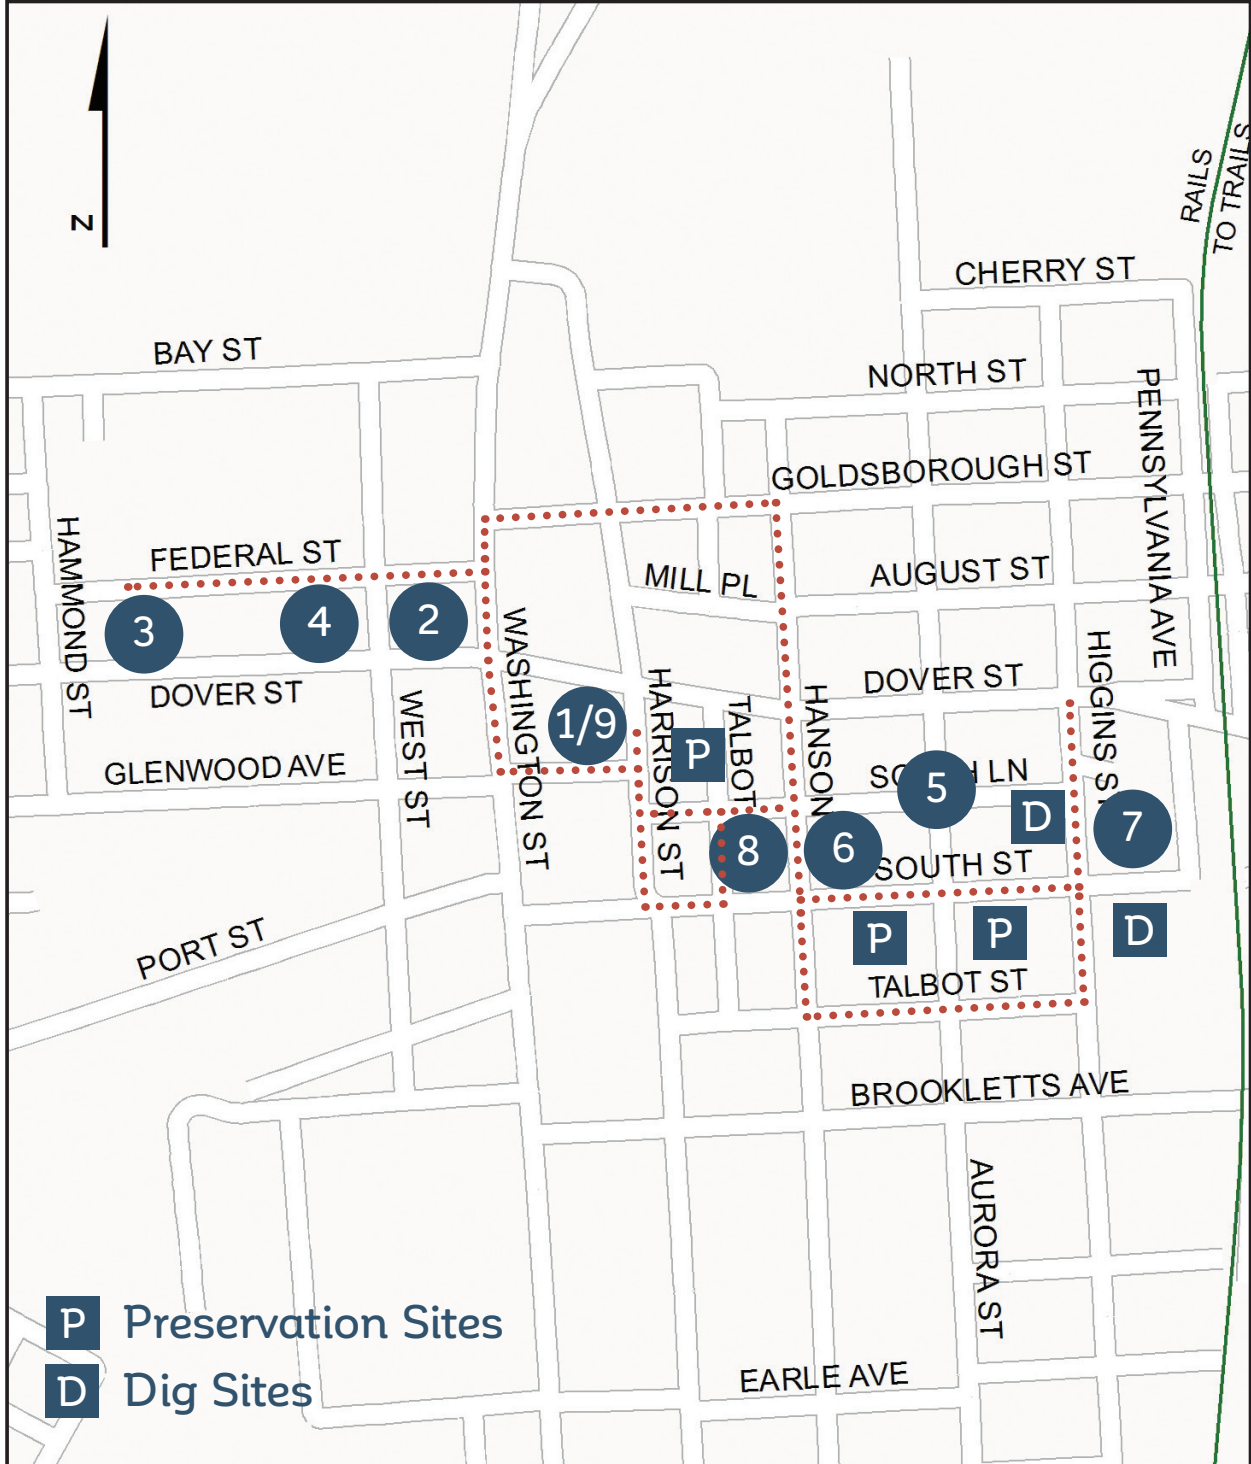 N
RAILS
TO TRAILS
CHERRY ST
BAY ST
NORTH ST
PENNSYLVANIA AVE
GOLDSBOROUGH ST
HAMMOND ST
FEDERAL ST
MILL PL
AUGUST ST
3
4
2
WASHINGTON ST
HIGGINS ST
DOVER ST
DOVER ST
WEST ST
1/9
HARRISON ST
TALBOT
HANSON
P
GLENWOOD AVE
5
LN
D
7
8
6
SOUTH ST
PORT ST
P
P
D
TALBOT ST
BROOKLETTS AVE
AURORA ST
P Preservation Sites
D Dig Sites
EARLE AVE